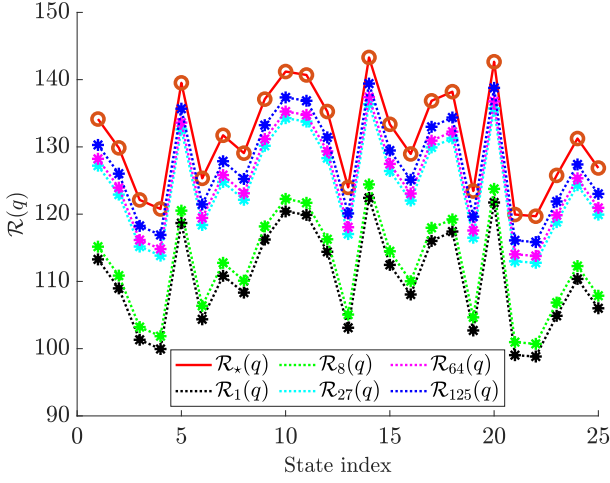 150
140
130
120
110
100
90
ℛ(q)
ℛ⋆(q) ℛ₈(q) ℛ₆₄(q)
ℛ₁(q) ℛ₂₇(q) ℛ₁₂₅(q)
0 5 10 15 20 25
State index